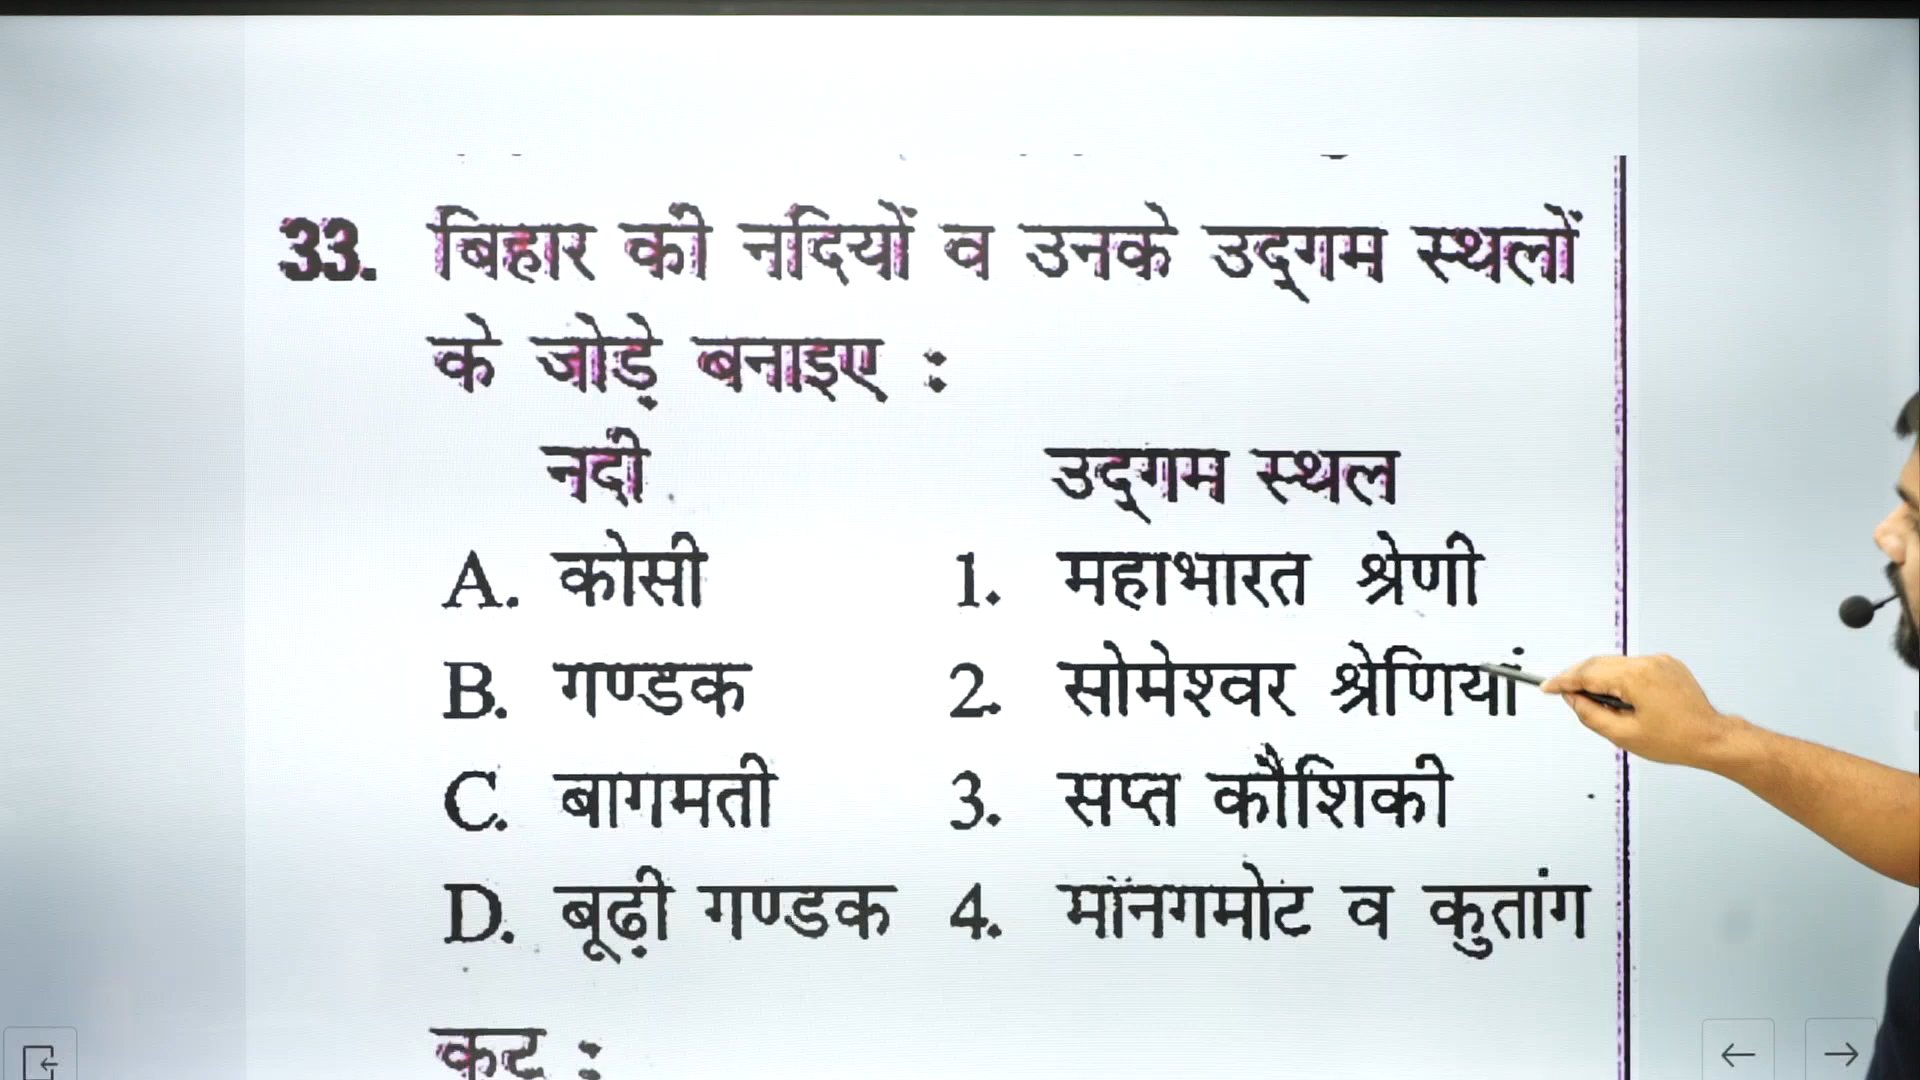 33. बिहार की नदियों व उनके उद्गम स्थलों
के जोड़े बनाइए :
नदी उद्गम स्थल
A. कोसी 1. महाभारत श्रेणी
B. गण्डक 2. सोमेश्वर श्रेणियां
C. बागमती 3. सप्त कौशिकी
D. बूढ़ी गण्डक 4. मानगमोट व कुतांग
कूट :